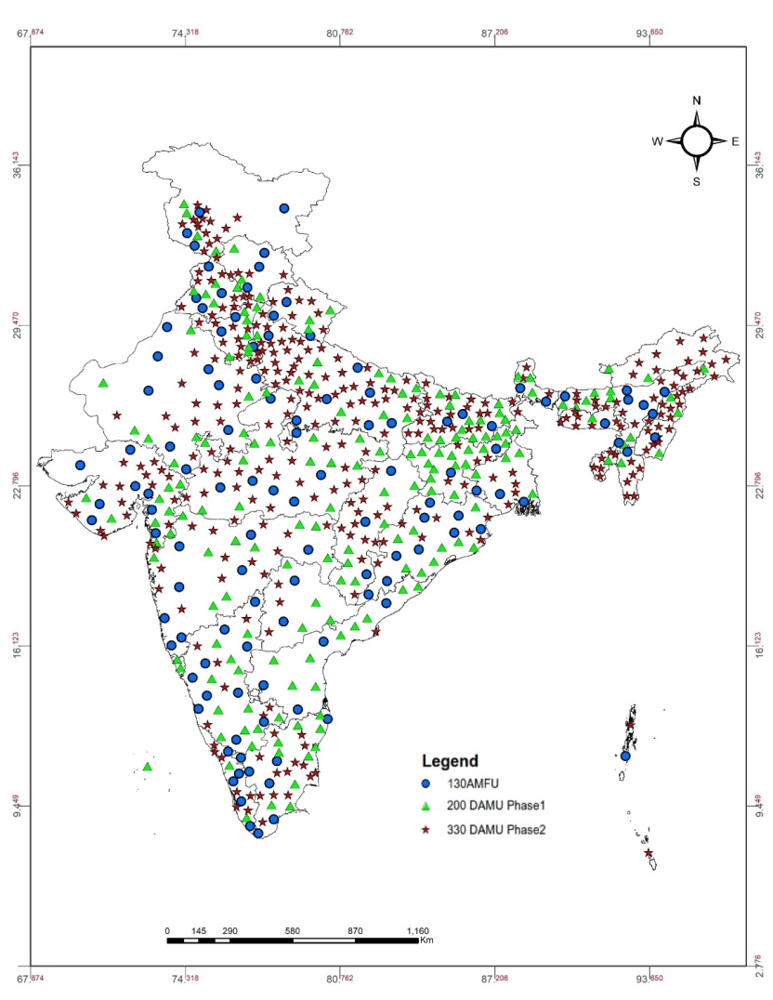 67.874 74.318 80.762 87.206 93.650
N
W E
S
36.143 36.143
29.470 29.470
22.796 22.796
16.123 16.123
9.449 9.449
Legend
130AMFU
200 DAMU Phase1
330 DAMU Phase2
0 145 290 580 870 1,160
Km
2.776
67.874 74.318 80.762 87.206 93.650